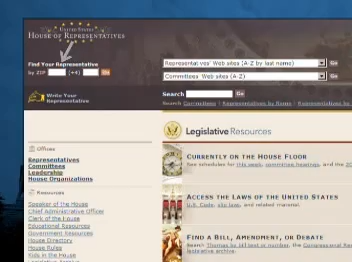 United States
House of Representatives
Find Your Representative
by ZIP (+4) Go
Representatives' Web sites (A-Z by last name) Go
Committees' Web sites (A-Z) Go
Write Your
Representative
Search Go
Search Committees | Representatives by Name | Representatives by
Legislative Resources
Offices
Representatives
Committees
Leadership
House Organizations
Resources
Speaker of the House
Chief Administrative Officer
Clerk of the House
Educational Resources
Government Resources
House Directory
House Rules
Kids in the House
Currently on the House Floor
See schedules for this week, committee hearings, and the 20
Access the Laws of the United States
U.S. Code, slip laws, and related material.
Find a Bill, Amendment, or Debate
Search Thomas by bill text or number, the Congressional Re
legislative archive.